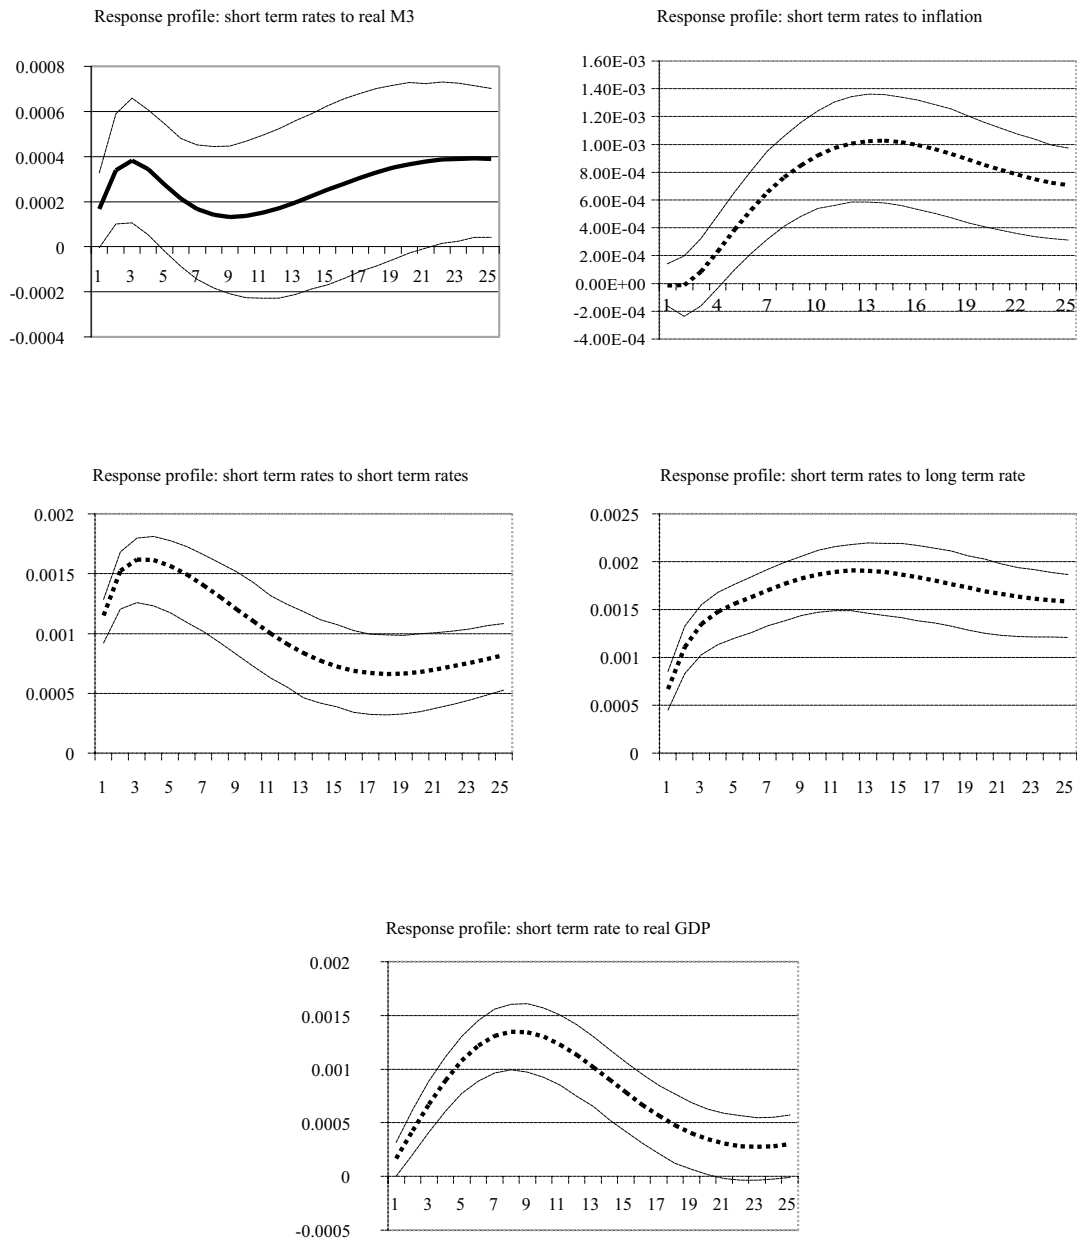 Response profile: short term rates to real M3
0.0008
0.0006
0.0004
0.0002
0
-0.0002
-0.0004
1 3 5 7 9 11 13 15 17 19 21 23 25
Response profile: short term rates to inflation
1.60E-03
1.40E-03
1.20E-03
1.00E-03
8.00E-04
6.00E-04
4.00E-04
2.00E-04
0.00E+00
-2.00E-04
-4.00E-04
1 4 7 10 13 16 19 22 25
Response profile: short term rates to short term rates
0.002
0.0015
0.001
0.0005
0
1 3 5 7 9 11 13 15 17 19 21 23 25
Response profile: short term rates to long term rate
0.0025
0.002
0.0015
0.001
0.0005
0
1 3 5 7 9 11 13 15 17 19 21 23 25
Response profile: short term rate to real GDP
0.002
0.0015
0.001
0.0005
0
-0.0005
1 3 5 7 9 11 13 15 17 19 21 23 25